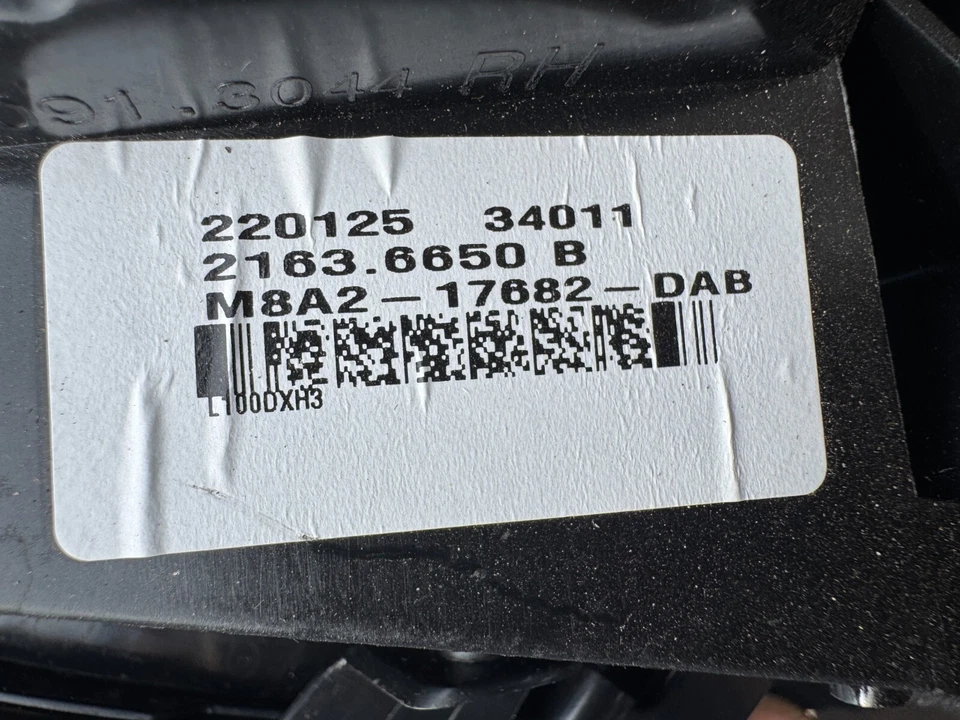 91.3044 RH
220125 34011
2163.6650 B
M8A2-17682-DAB
L100DXH3